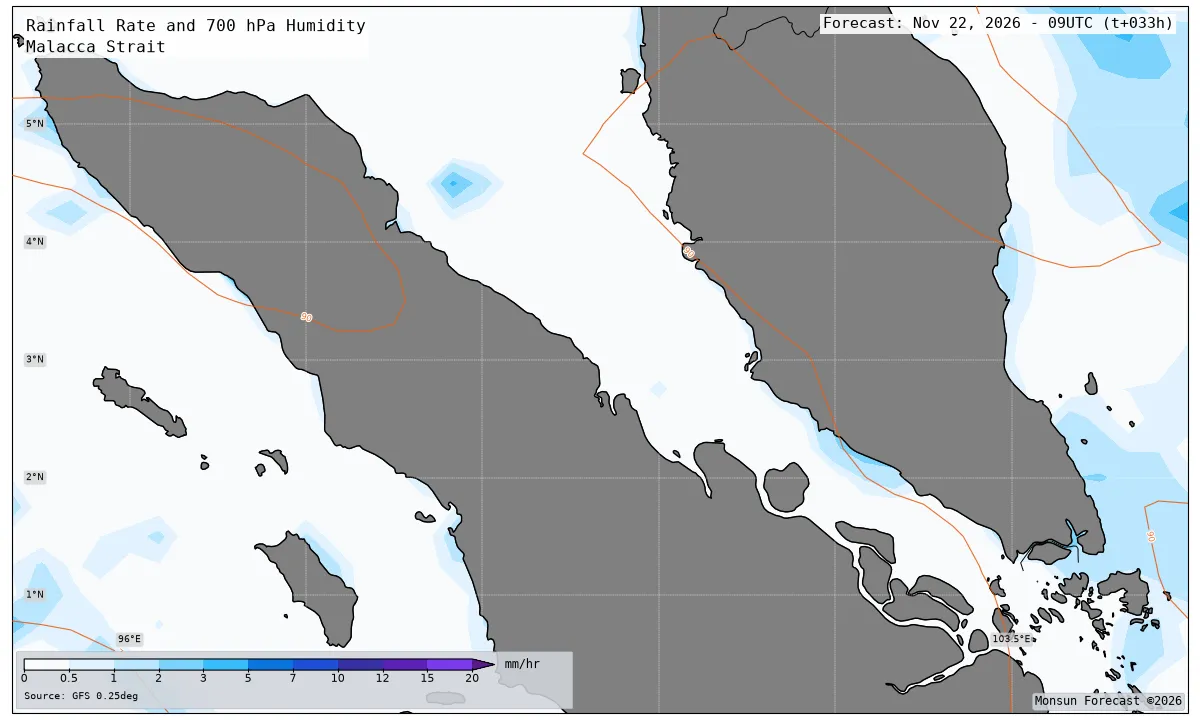 Rainfall Rate and 700 hPa Humidity
Malacca Strait
Forecast: Nov 22, 2026 - 09UTC (t+033h)
5°N
4°N
90
90
3°N
2°N
90
1°N
96°E
103.5°E
mm/hr
0 0.5 1 2 3 5 7 10 12 15 20
Source: GFS 0.25deg
Monsun Forecast ©2026